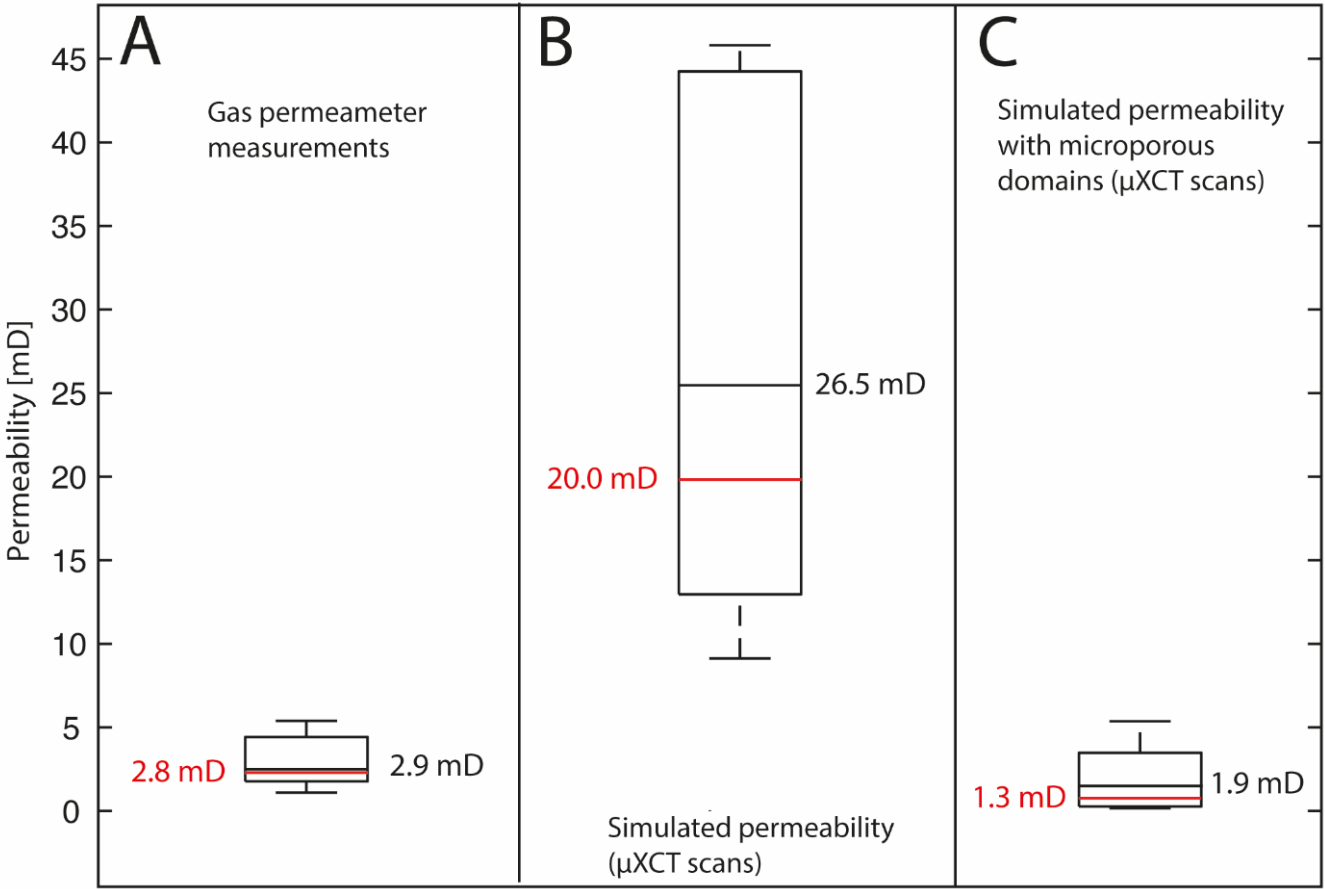 A
B
C
Gas permeameter
measurements
Simulated permeability
with microporous
domains (µXCT scans)
Permeability [mD]
45
40
35
30
25
20
15
10
5
0
26.5 mD
20.0 mD
2.8 mD
2.9 mD
1.3 mD
1.9 mD
Simulated permeability
(µXCT scans)